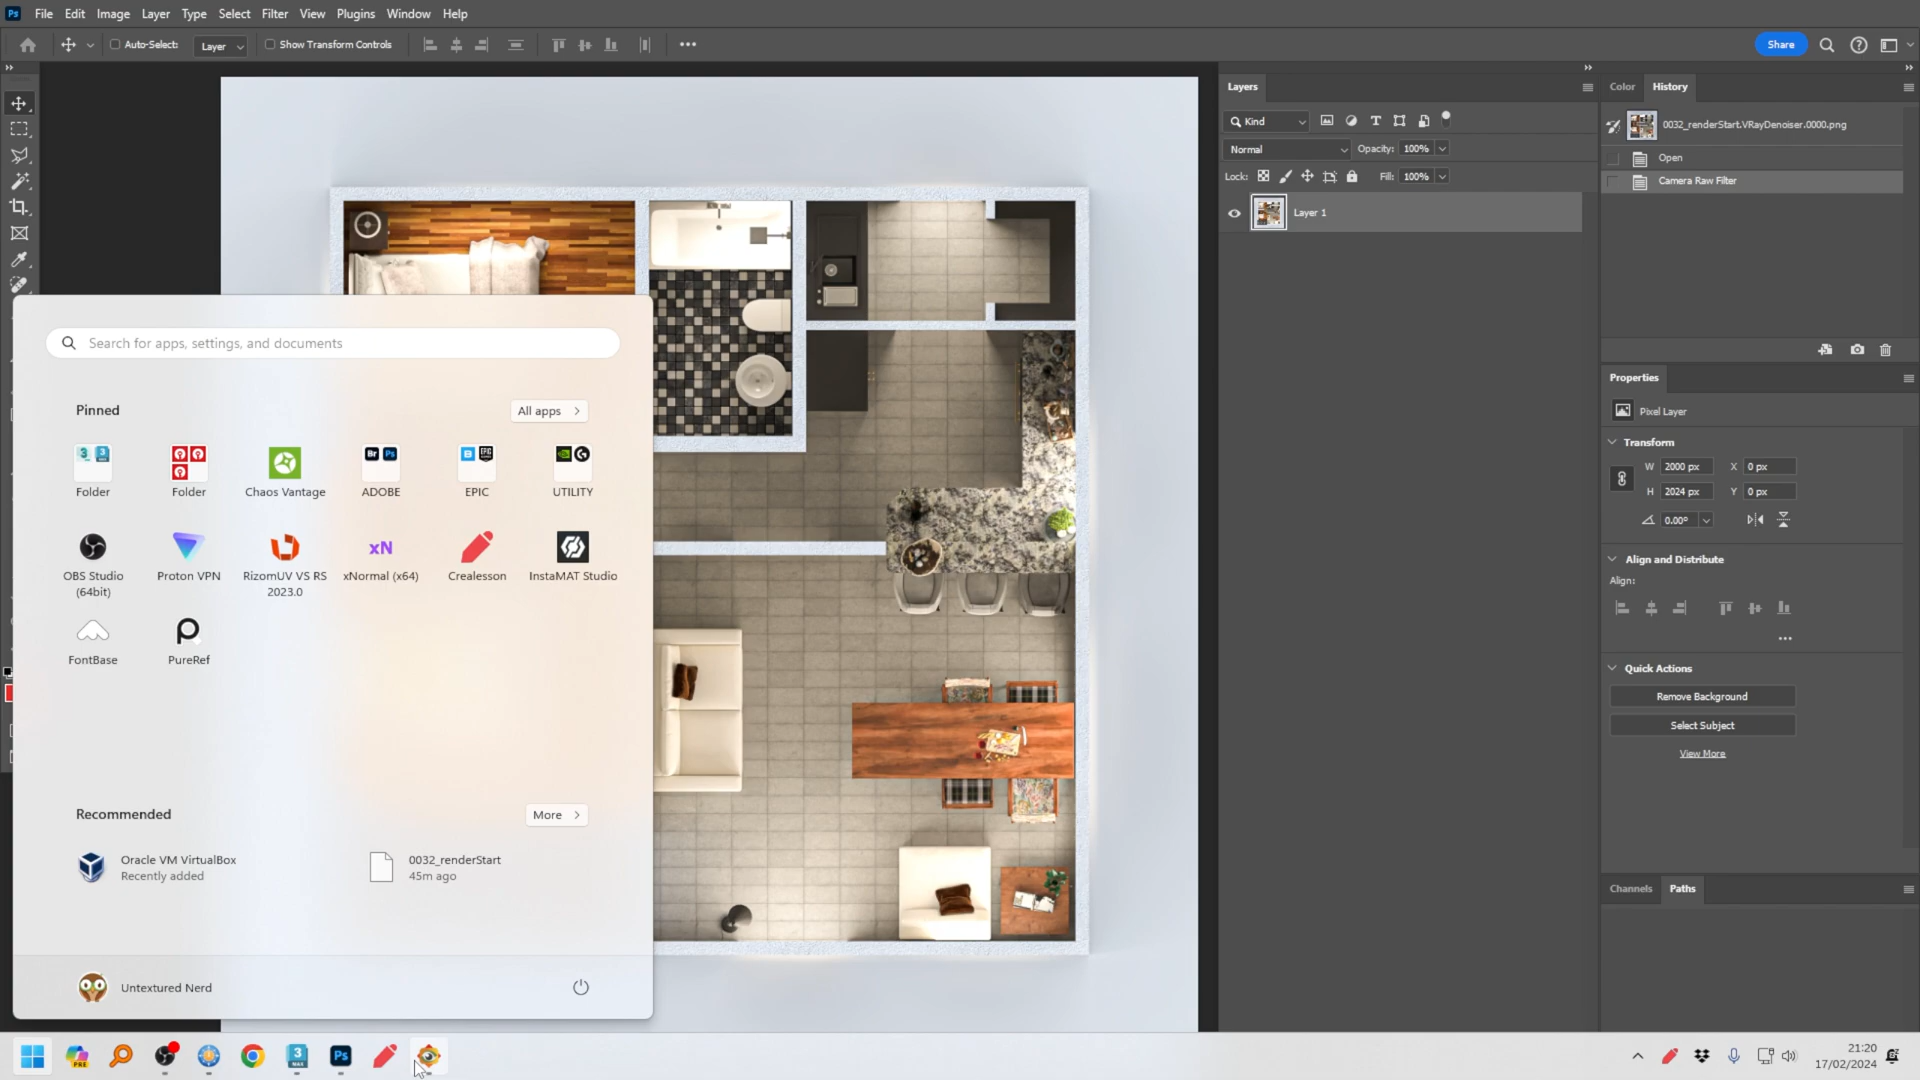 Ps File Edit Image Layer Type Select Filter View Plugins Window Help
Auto-Select: Layer Show Transform Controls
Share
Layers
Kind
Normal Opacity: 100%
Lock: Fill: 100%
Layer 1
Color History
0032_renderStart.VRayDenoiser.0000.png
Open
Camera Raw Filter
Properties
Pixel Layer
Transform
W 2000 px X 0 px
H 2024 px Y 0 px
0.00°
Align and Distribute
Align:
Quick Actions
Remove Background
Select Subject
View More
Channels Paths
Search for apps, settings, and documents
Pinned All apps
Folder Folder Chaos Vantage ADOBE EPIC UTILITY
OBS Studio (64bit)
Proton VPN
RizomUV VS RS 2023.0
xNormal (x64)
Crealesson
InstaMAT Studio
FontBase PureRef
Recommended More
Oracle VM VirtualBox
Recently added
0032_renderStart
45m ago
Untextured Nerd
21:20
17/02/2024